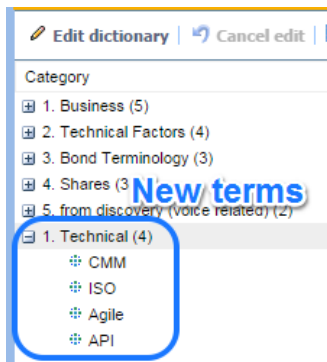 Edit dictionary | Cancel edit |
Category
1. Business (5)
2. Technical Factors (4)
3. Bond Terminology (3)
4. Shares (3
New terms
5. from discovery (voice related) (2)
1. Technical (4)
CMM
ISO
Agile
API